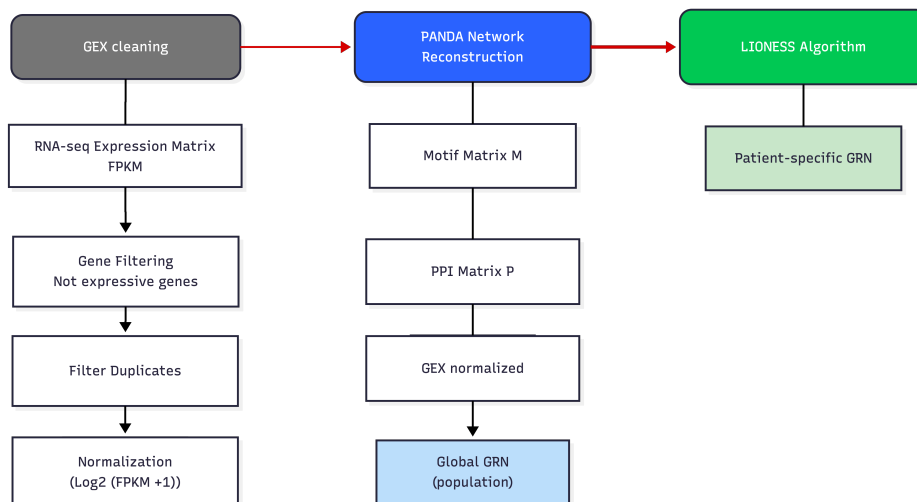 GEX cleaning
RNA-seq Expression Matrix
FPKM
Gene Filtering
Not expressive genes
Filter Duplicates
Normalization
(Log2 (FPKM +1))
PANDA Network
Reconstruction
Motif Matrix M
PPI Matrix P
GEX normalized
Global GRN
(population)
LIONESS Algorithm
Patient-specific GRN